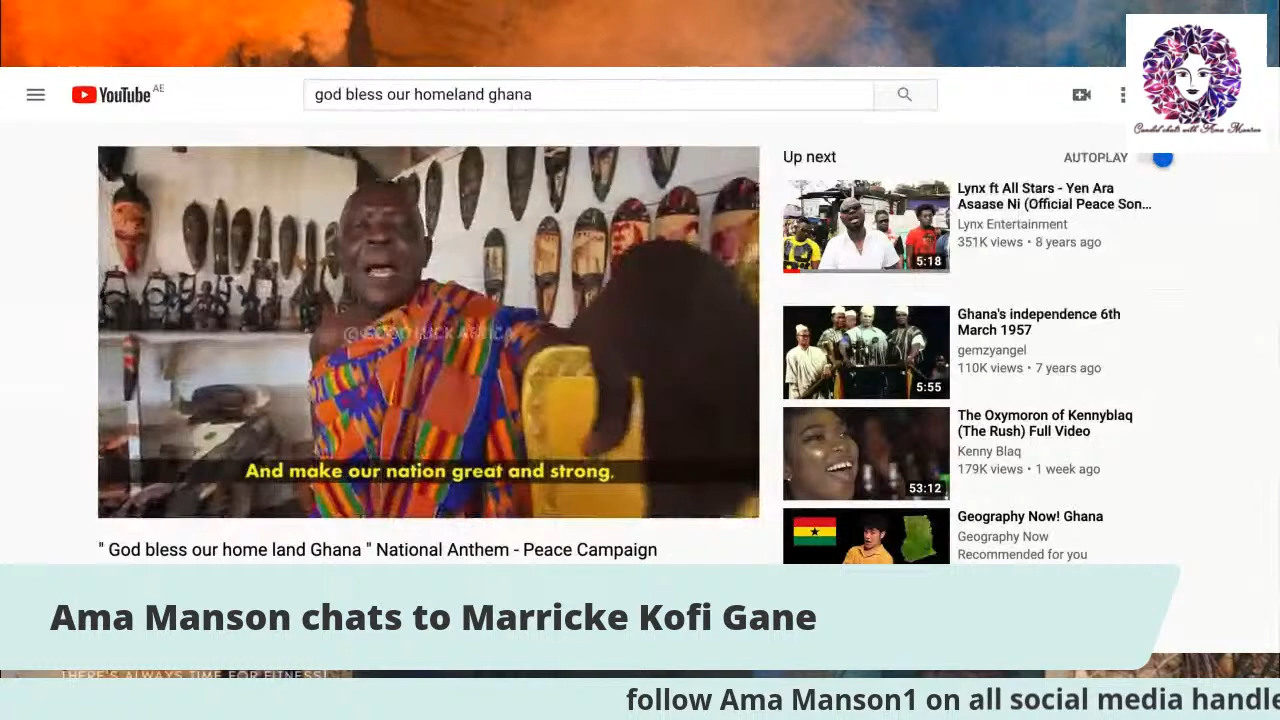 YouTube AE
god bless our homeland ghana
Candid chats with Ama Manson
Up next
AUTOPLAY
Lynx ft All Stars - Yen Ara
Asaase Ni (Official Peace Son...
Lynx Entertainment
351K views • 8 years ago
5:18
Ghana's independence 6th
March 1957
gemzyangel
110K views • 7 years ago
5:55
The Oxymoron of Kennyblaq
(The Rush) Full Video
Kenny Blaq
179K views • 1 week ago
53:12
Geography Now! Ghana
Geography Now
Recommended for you
And make our nation great and strong.
" God bless our home land Ghana " National Anthem - Peace Campaign
Ama Manson chats to Marricke Kofi Gane
THERE'S ALWAYS TIME FOR FITNESS!
follow Ama Manson1 on all social media handle